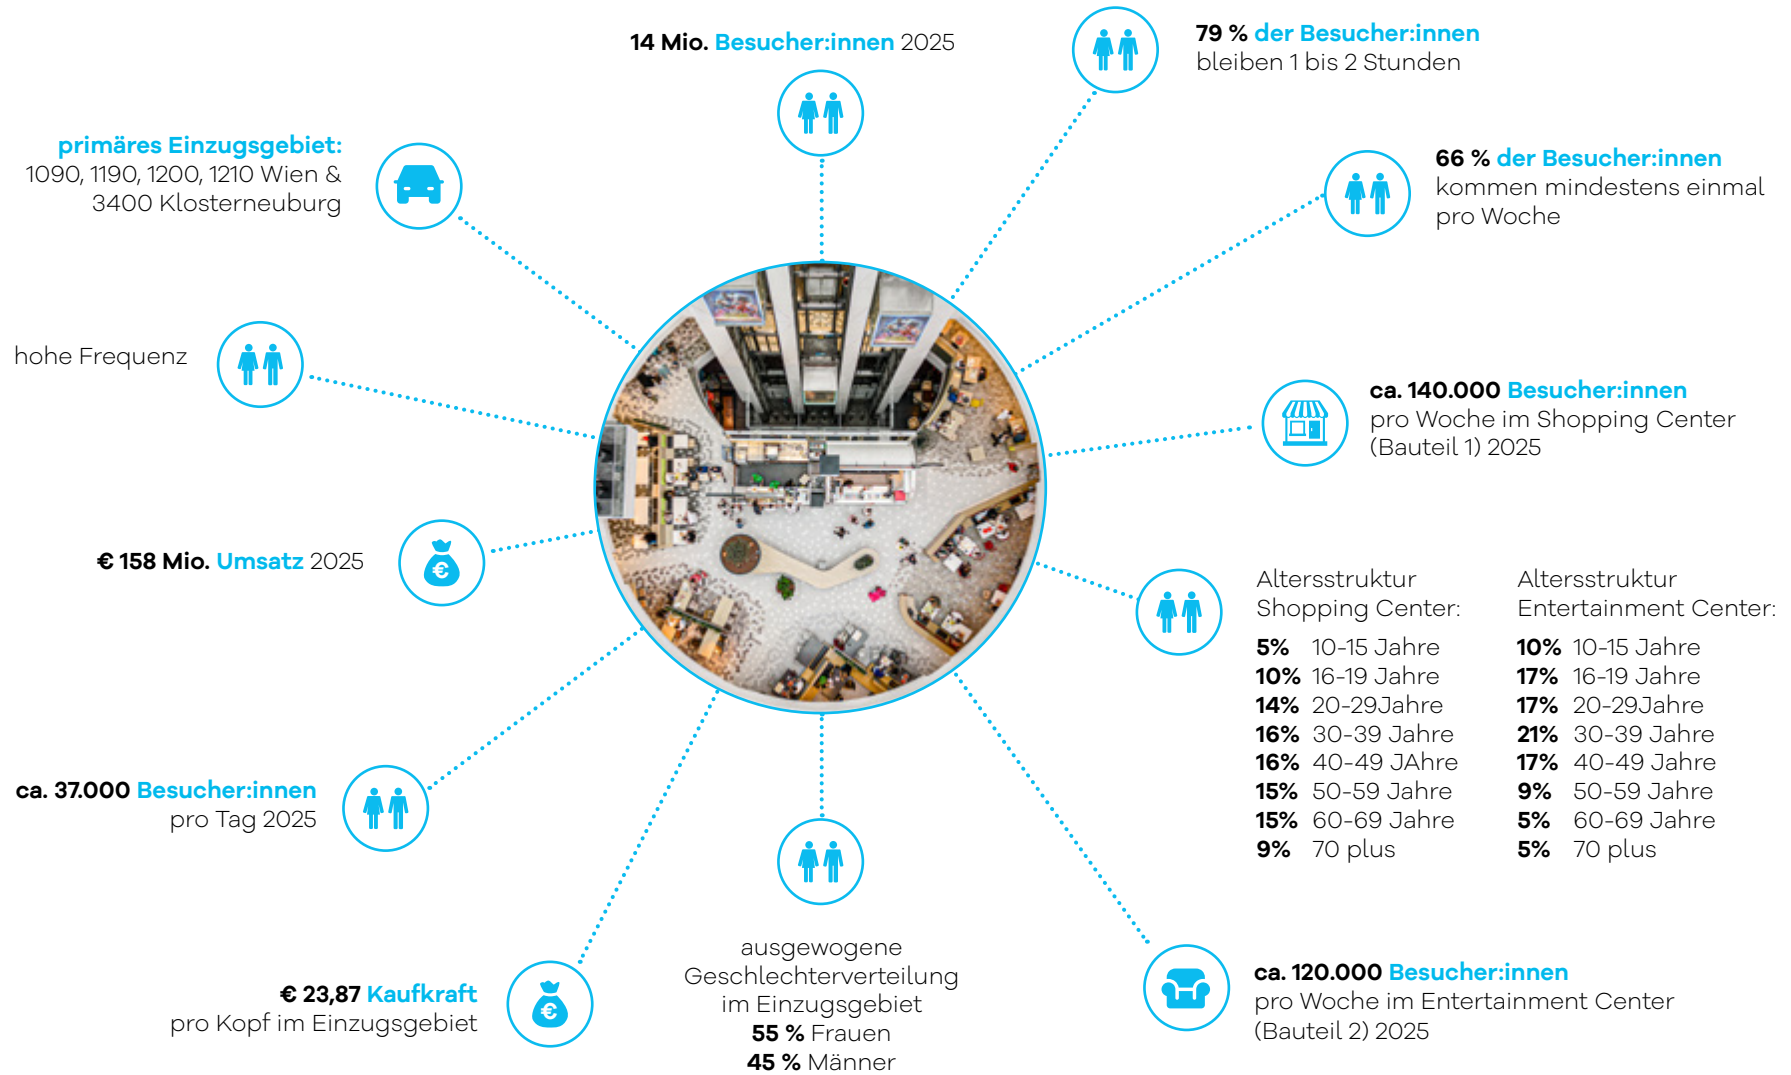 14 Mio. Besucher:innen 2025
79 % der Besucher:innen
bleiben 1 bis 2 Stunden
primäres Einzugsgebiet:
1090, 1190, 1200, 1210 Wien &
3400 Klosterneuburg
66 % der Besucher:innen
kommen mindestens einmal
pro Woche
hohe Frequenz
ca. 140.000 Besucher:innen
pro Woche im Shopping Center
(Bauteil 1) 2025
€ 158 Mio. Umsatz 2025
Altersstruktur
Shopping Center:
5% 10-15 Jahre
10% 16-19 Jahre
14% 20-29Jahre
16% 30-39 Jahre
16% 40-49 JAhre
15% 50-59 Jahre
15% 60-69 Jahre
9% 70 plus
Altersstruktur
Entertainment Center:
10% 10-15 Jahre
17% 16-19 Jahre
17% 20-29Jahre
21% 30-39 Jahre
17% 40-49 Jahre
9% 50-59 Jahre
5% 60-69 Jahre
5% 70 plus
ca. 37.000 Besucher:innen
pro Tag 2025
€ 23,87 Kaufkraft
pro Kopf im Einzugsgebiet
ausgewogene
Geschlechterverteilung
im Einzugsgebiet
55 % Frauen
45 % Männer
ca. 120.000 Besucher:innen
pro Woche im Entertainment Center
(Bauteil 2) 2025